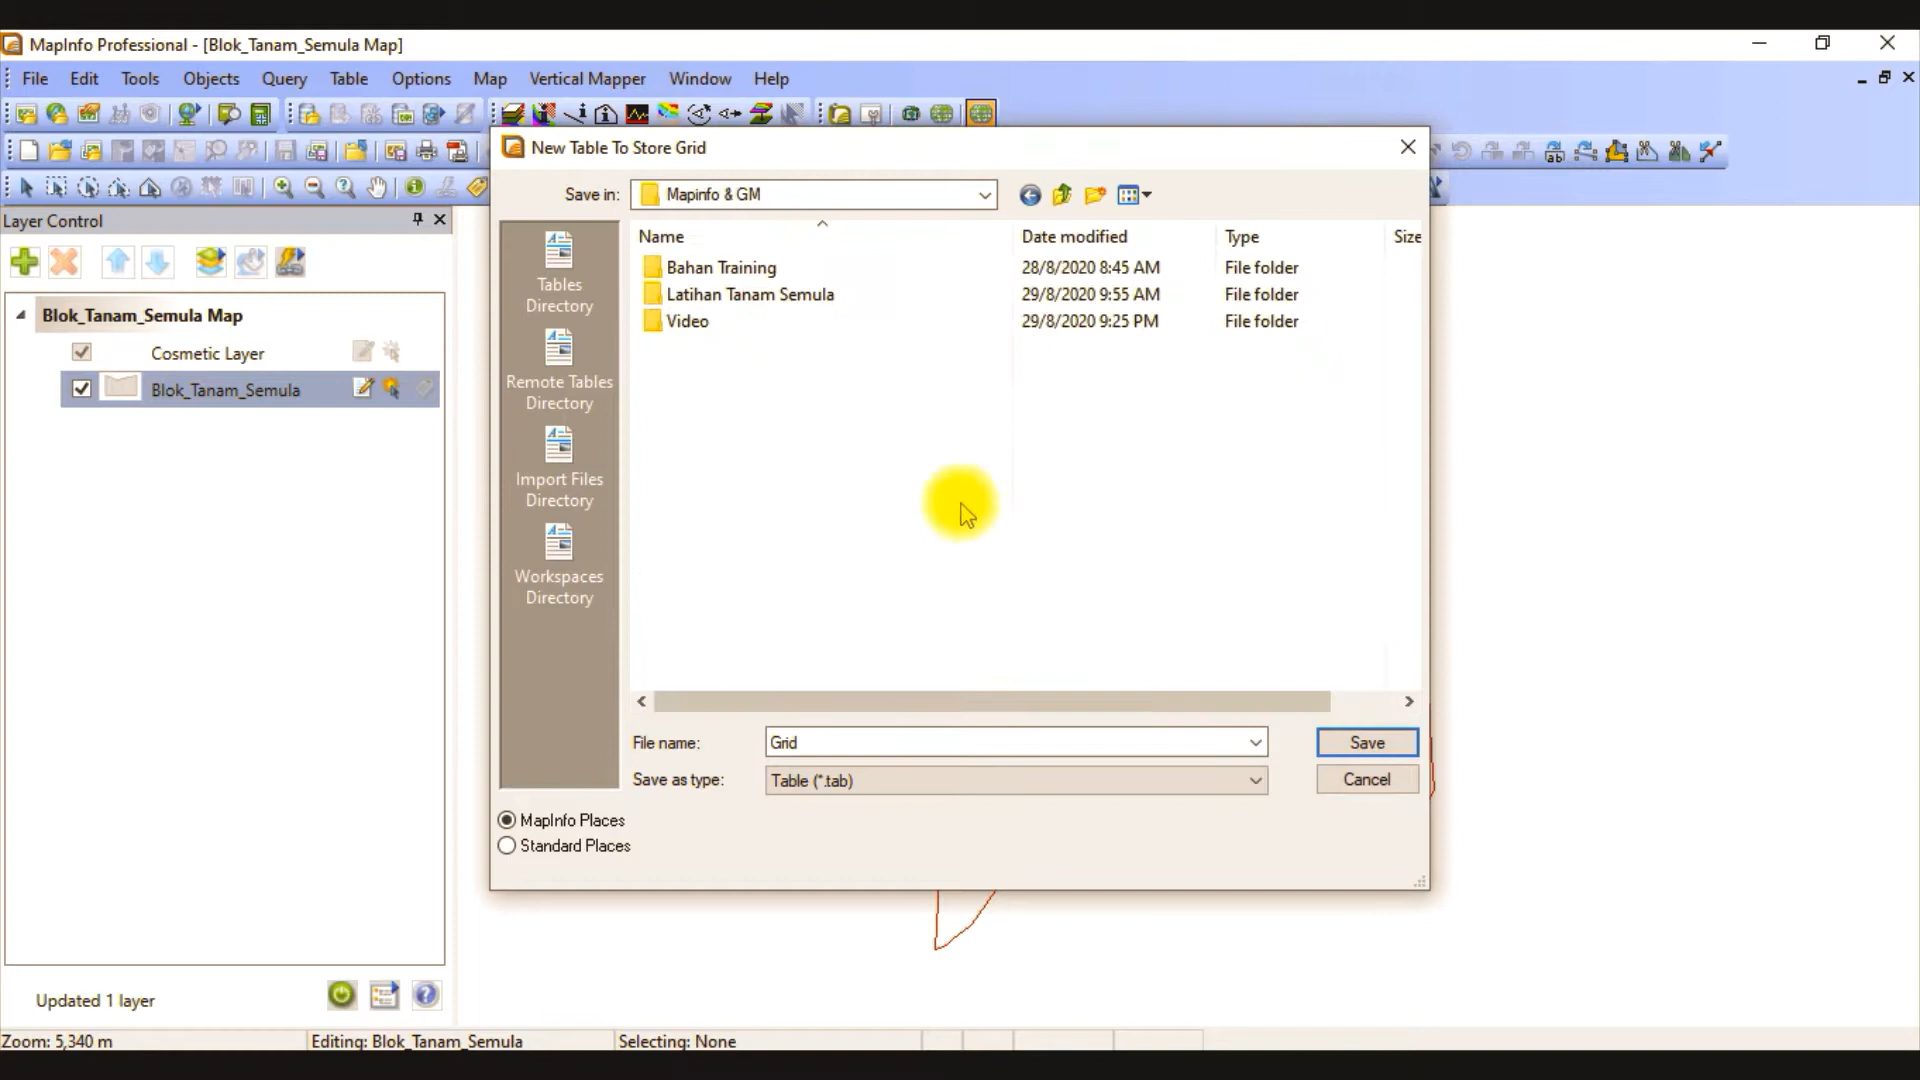 MapInfo Professional - [Blok_Tanam_Semula Map]
File Edit Tools Objects Query Table Options Map Vertical Mapper Window Help
New Table To Store Grid
Save in: Mapinfo & GM
Layer Control
Name Date modified Type Size
Bahan Training 28/8/2020 8:45 AM File folder
Latihan Tanam Semula 29/8/2020 9:55 AM File folder
Video 29/8/2020 9:25 PM File folder
Tables
Directory
Remote Tables
Directory
Import Files
Directory
Workspaces
Directory
Blok_Tanam_Semula Map
Cosmetic Layer
Blok_Tanam_Semula
File name: Grid Save
Save as type: Table (*.tab) Cancel
MapInfo Places
Standard Places
Updated 1 layer
Zoom: 5,340 m Editing: Blok_Tanam_Semula Selecting: None